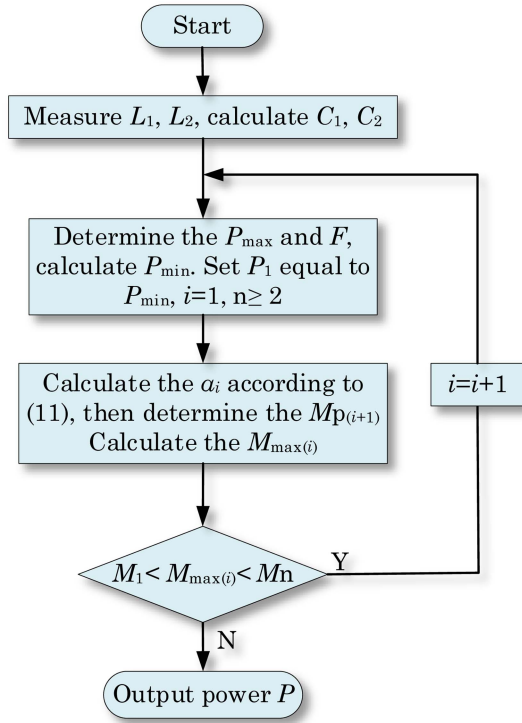 Start
Measure L₁, L₂, calculate C₁, C₂
Determine the Pmax and F,
calculate Pmin. Set P₁ equal to
Pmin, i=1, n≥ 2
Calculate the aᵢ according to
(11), then determine the Mp(i+1)
Calculate the Mmax(i)
i=i+1
M₁< Mmax(i)< Mn
Y
N
Output power P